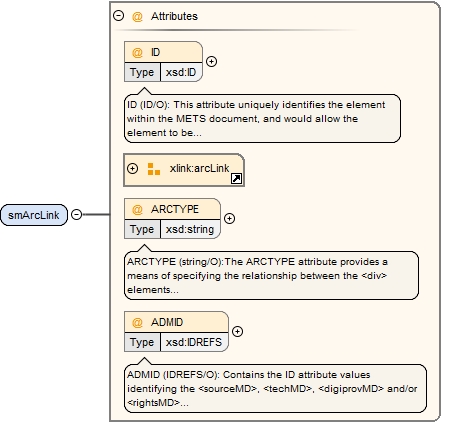 @ Attributes
@ ID
Type xsd:ID
ID (ID/O): This attribute uniquely identifies the element
within the METS document, and would allow the
element to be...
xlink:arcLink
@ ARCTYPE
smArcLink
Type xsd:string
ARCTYPE (string/O):The ARCTYPE attribute provides a
means of specifying the relationship between the <div>
elements...
@ ADMID
Type xsd:IDREFS
ADMID (IDREFS/O): Contains the ID attribute values
identifying the <sourceMD>, <techMD>, <digiprovMD> and/or
<rightsMD>...